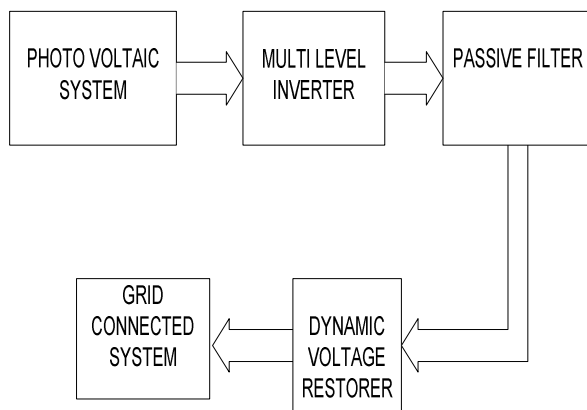 PHOTO VOLTAIC
SYSTEM
MULTI LEVEL
INVERTER
PASSIVE FILTER
GRID
CONNECTED
SYSTEM
DYNAMIC
VOLTAGE
RESTORER